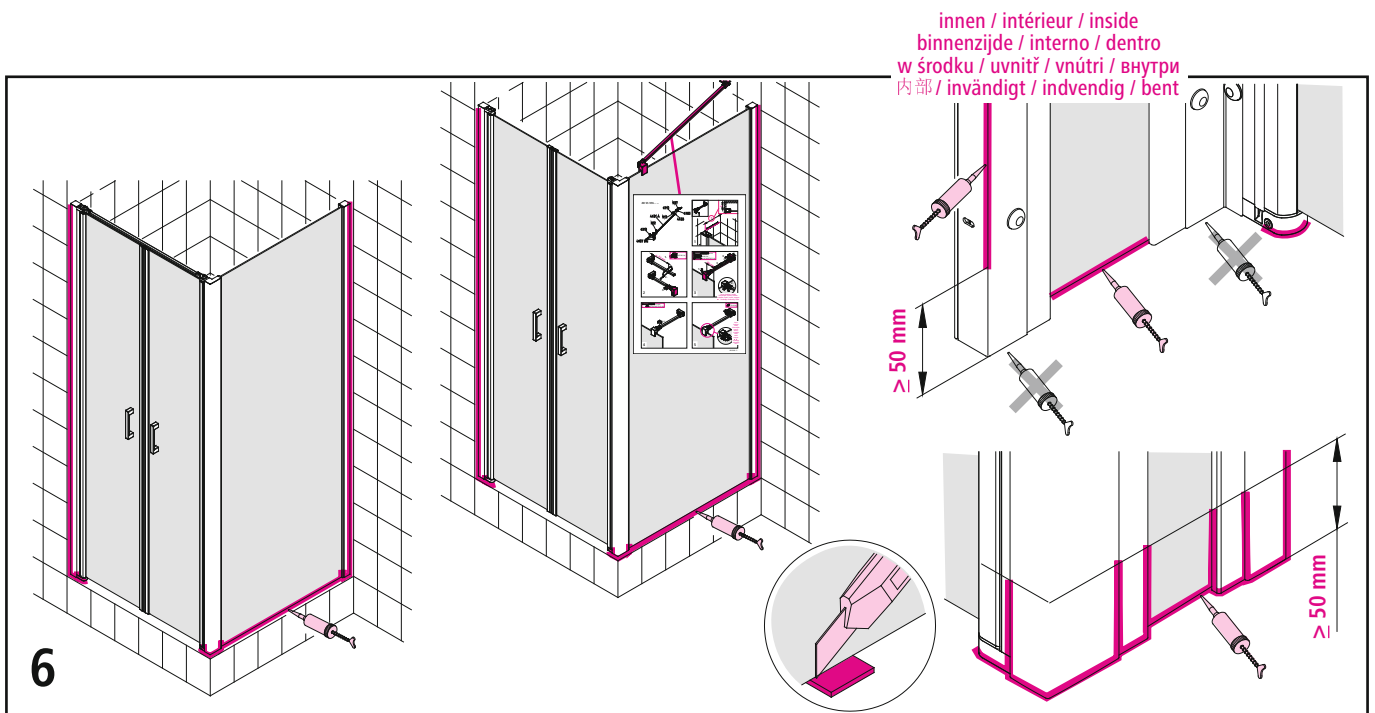 innen / intérieur / inside
binnenzijde / interno / dentro
w środku / uvnitř / vnútri / внутри
内部 / invändigt / indvendig / bent
≥ 50 mm
≥ 50 mm
6